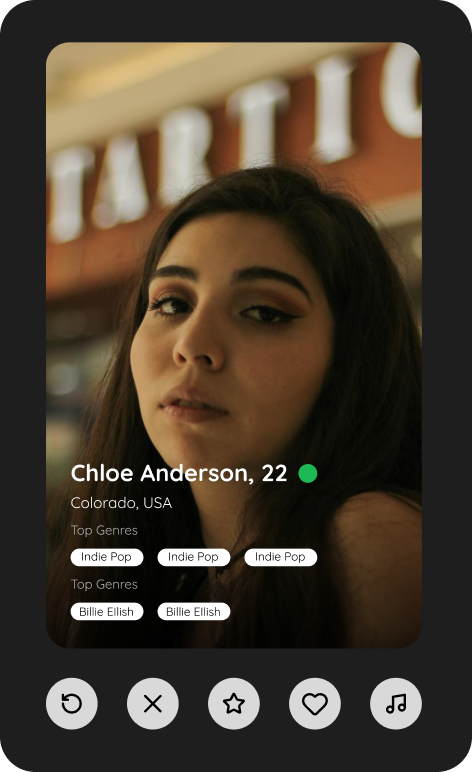 TARTIC
Chloe Anderson, 22
Colorado, USA
Top Genres
Indie Pop Indie Pop Indie Pop
Top Genres
Billie Ellish Billie Ellish